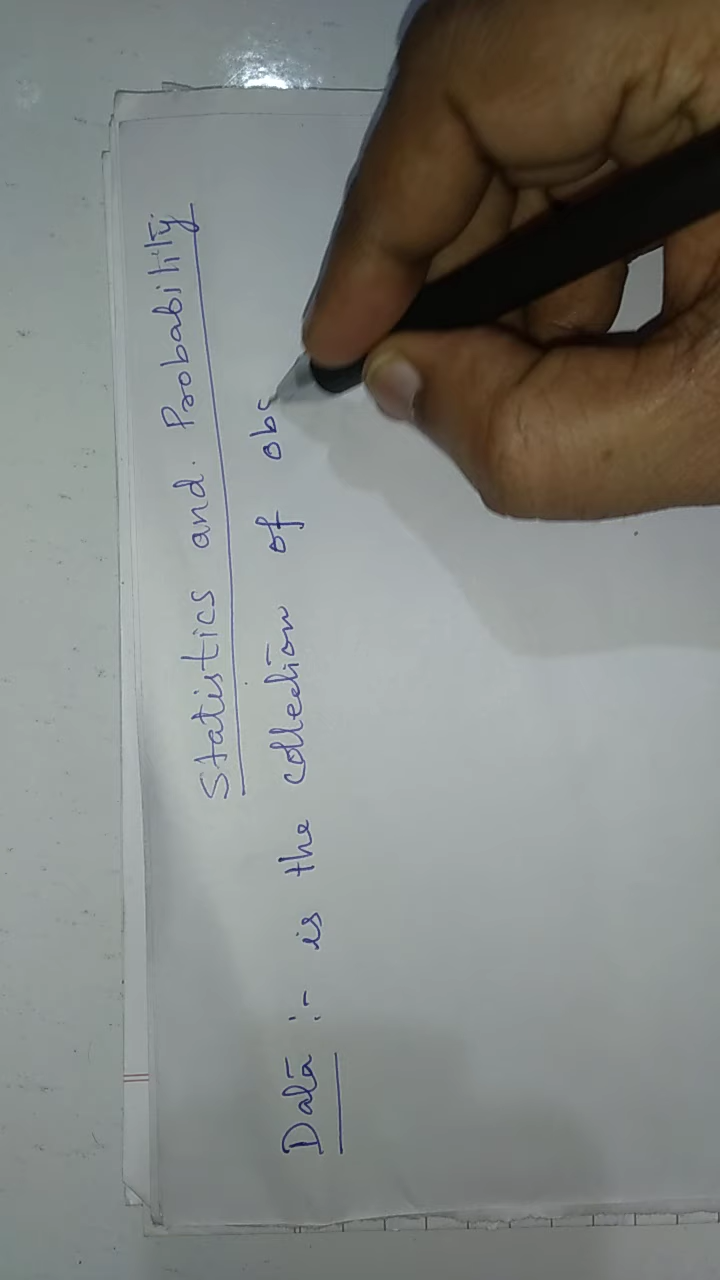 Statistics and Probability
Data :- is the collection of obs